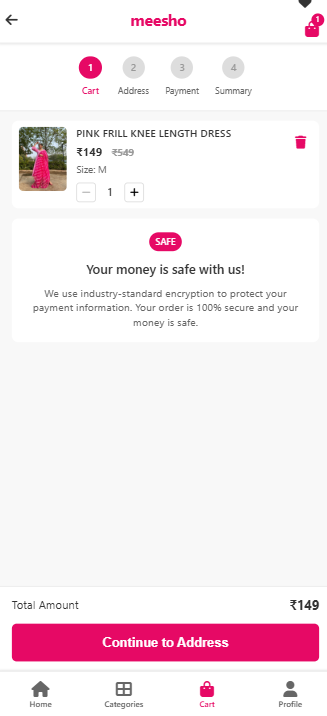 meesho
1
1
2
3
4
Cart
Address
Payment
Summary
PINK FRILL KNEE LENGTH DRESS
₹149 ₹549
Size: M
− 1 +
SAFE
Your money is safe with us!
We use industry-standard encryption to protect your
payment information. Your order is 100% secure and your
money is safe.
Total Amount ₹149
Continue to Address
Home
Categories
Cart
Profile